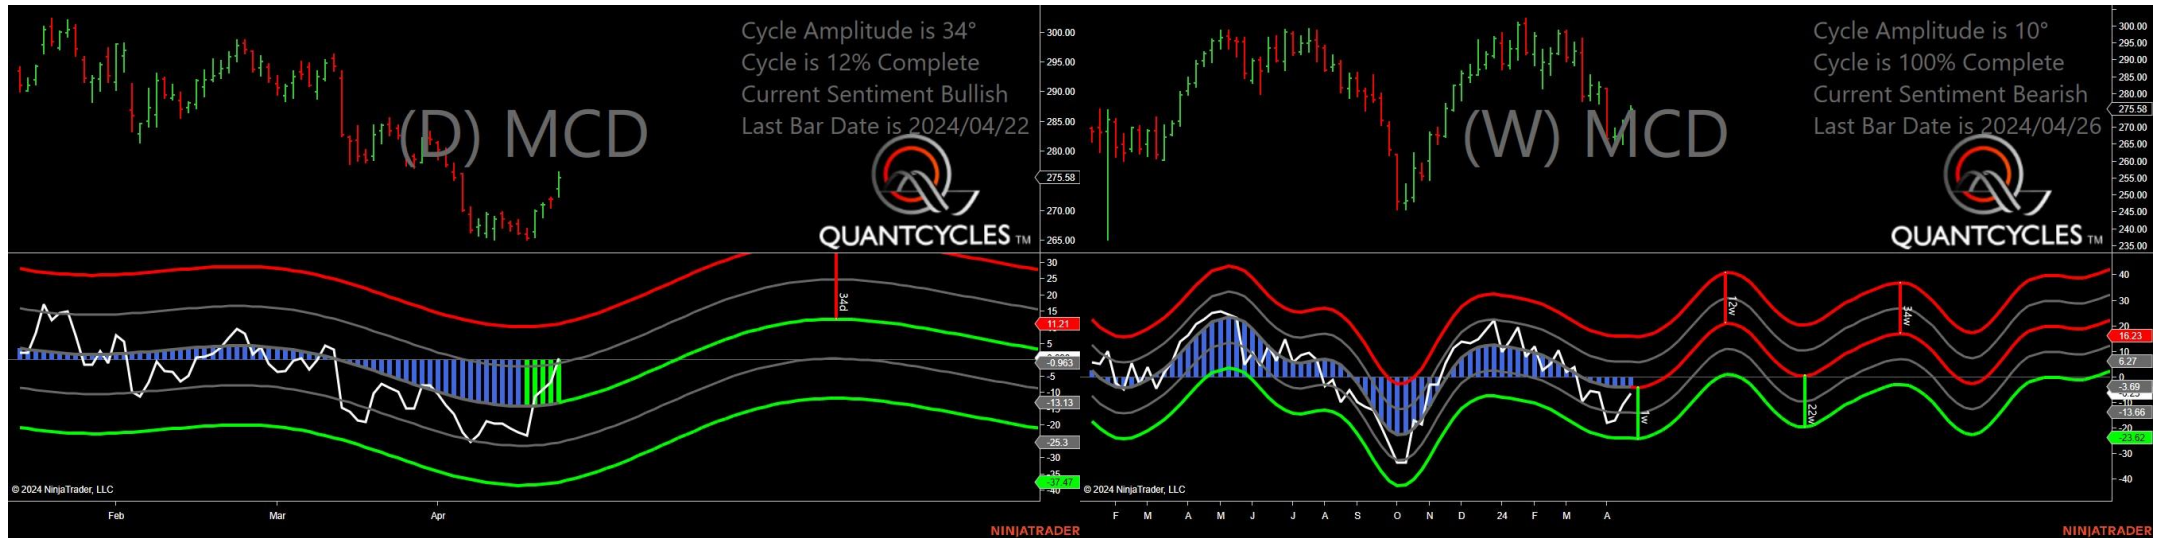 Cycle Amplitude is 34°
Cycle is 12% Complete
Current Sentiment Bullish
Last Bar Date is 2024/04/22
(D) MCD
QUANTCYCLES TM
300.00
295.00
290.00
285.00
280.00
275.58
270.00
265.00
30
25
20
15
11.21
5
-0.963
-5
-13.13
-20
-25.3
-30
-35
-37.47
-40
34d
© 2024 NinjaTrader, LLC
Feb Mar Apr
NINJATRADER
Cycle Amplitude is 10°
Cycle is 100% Complete
Current Sentiment Bearish
Last Bar Date is 2024/04/26
(W) MCD
QUANTCYCLES TM
300.00
295.00
290.00
285.00
280.00
275.58
270.00
265.00
260.00
255.00
250.00
245.00
240.00
235.00
40
30
20
16.23
10
6.27
0
-3.69
-10
-13.66
-20
-23.62
-30
-40
12w
34w
1w
22w
© 2024 NinjaTrader, LLC
F M A M J J A S O N D 24 F M A
NINJATRADER